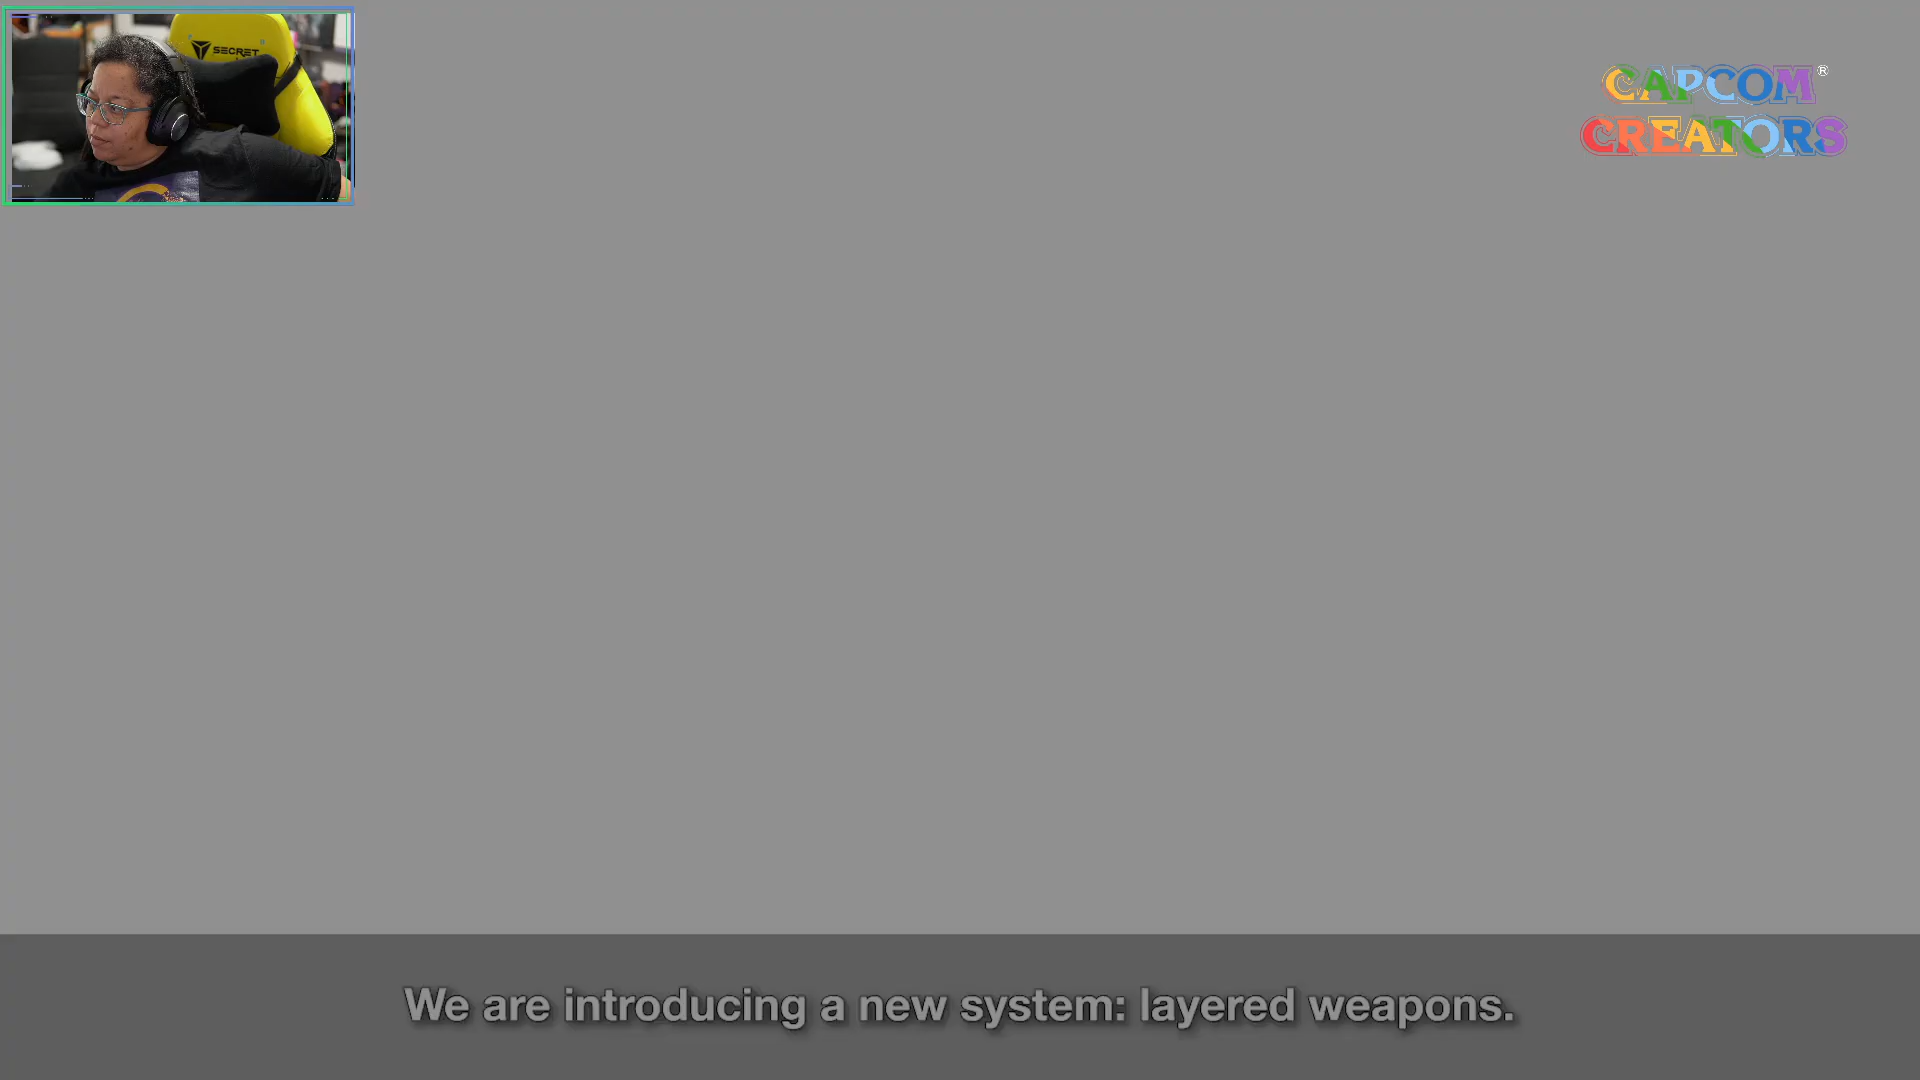 SECRET
CAPCOM®
CREATORS
We are introducing a new system: layered weapons.